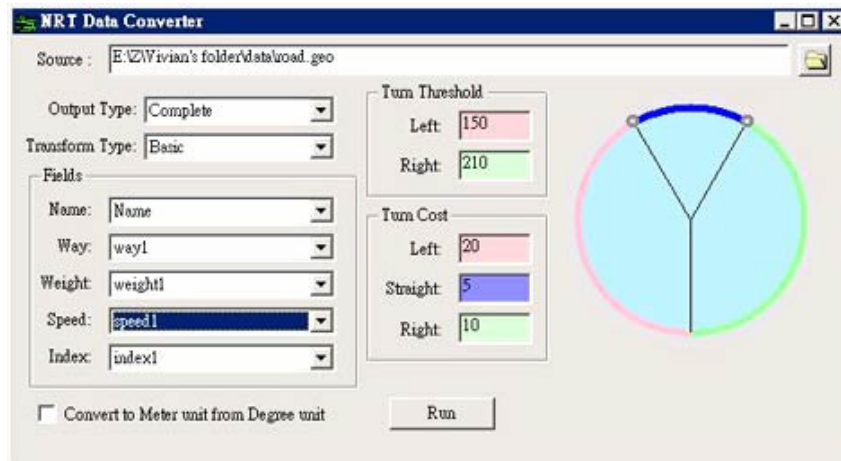 NRT Data Converter
Source : E:\Z\Vivian's folder\data\road.geo
Output Type: Complete
Transform Type: Basic
Fields
Name: Name
Way: way1
Weight: weight1
Speed: speed1
Index: index1
Turn Threshold
Left: 150
Right: 210
Turn Cost
Left: 20
Straight: 5
Right: 10
Convert to Meter unit from Degree unit
Run